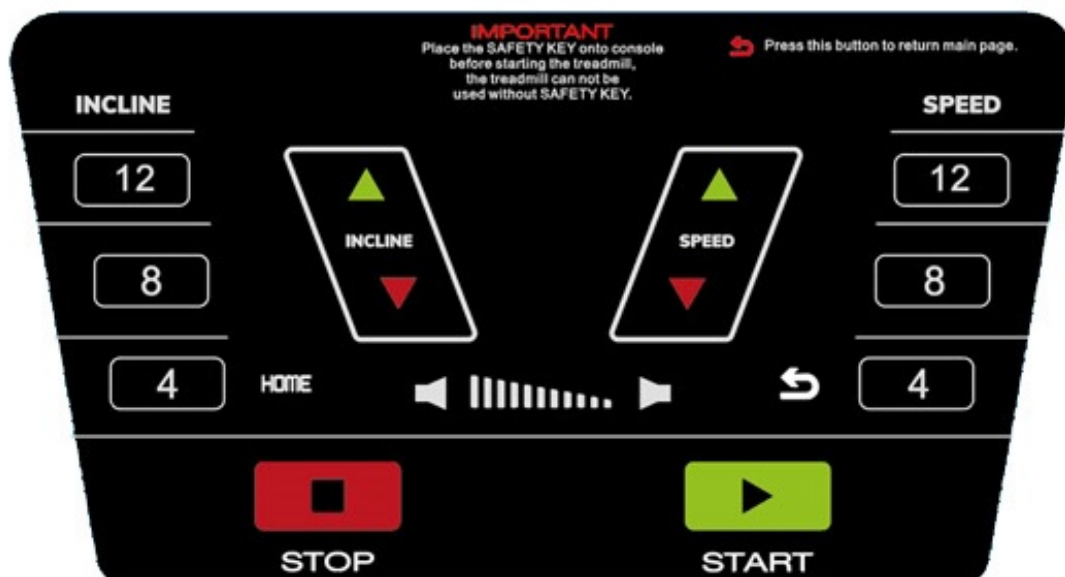 IMPORTANT
Place the SAFETY KEY onto console
before starting the treadmill,
the treadmill can not be
used without SAFETY KEY.
Press this button to return main page.
INCLINE
SPEED
12
12
INCLINE
SPEED
8
8
4
HOME
4
STOP
START